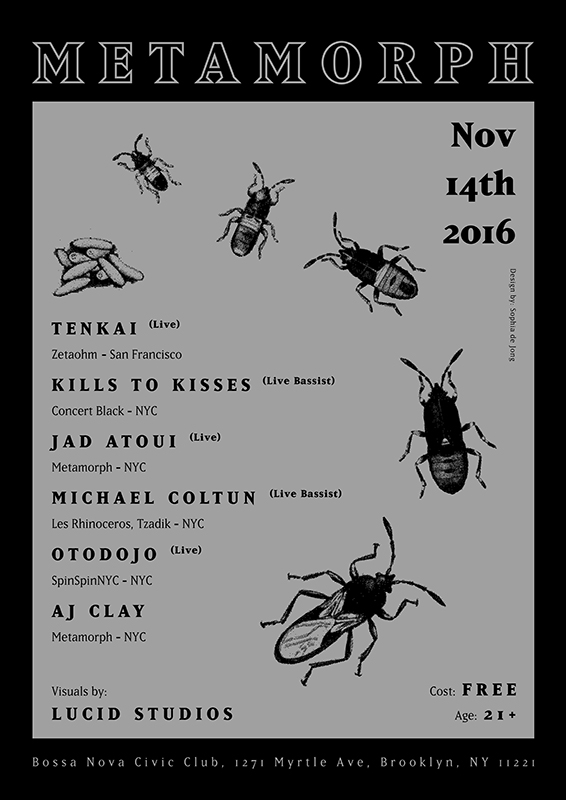 METAMORPH
Nov
14th
2016
Design by: Sophia de Jong
TENKAI (Live)
Zetaohm - San Francisco
KILLS TO KISSES (Live Bassist)
Concert Black - NYC
JAD ATOUI (Live)
Metamorph - NYC
MICHAEL COLTUN (Live Bassist)
Les Rhinoceros, Tzadik - NYC
OTODOJO (Live)
SpinSpinNYC - NYC
AJ CLAY
Metamorph - NYC
Visuals by:
LUCID STUDIOS
Cost: FREE
Age: 21+
Bossa Nova Civic Club, 1271 Myrtle Ave, Brooklyn, NY 11221